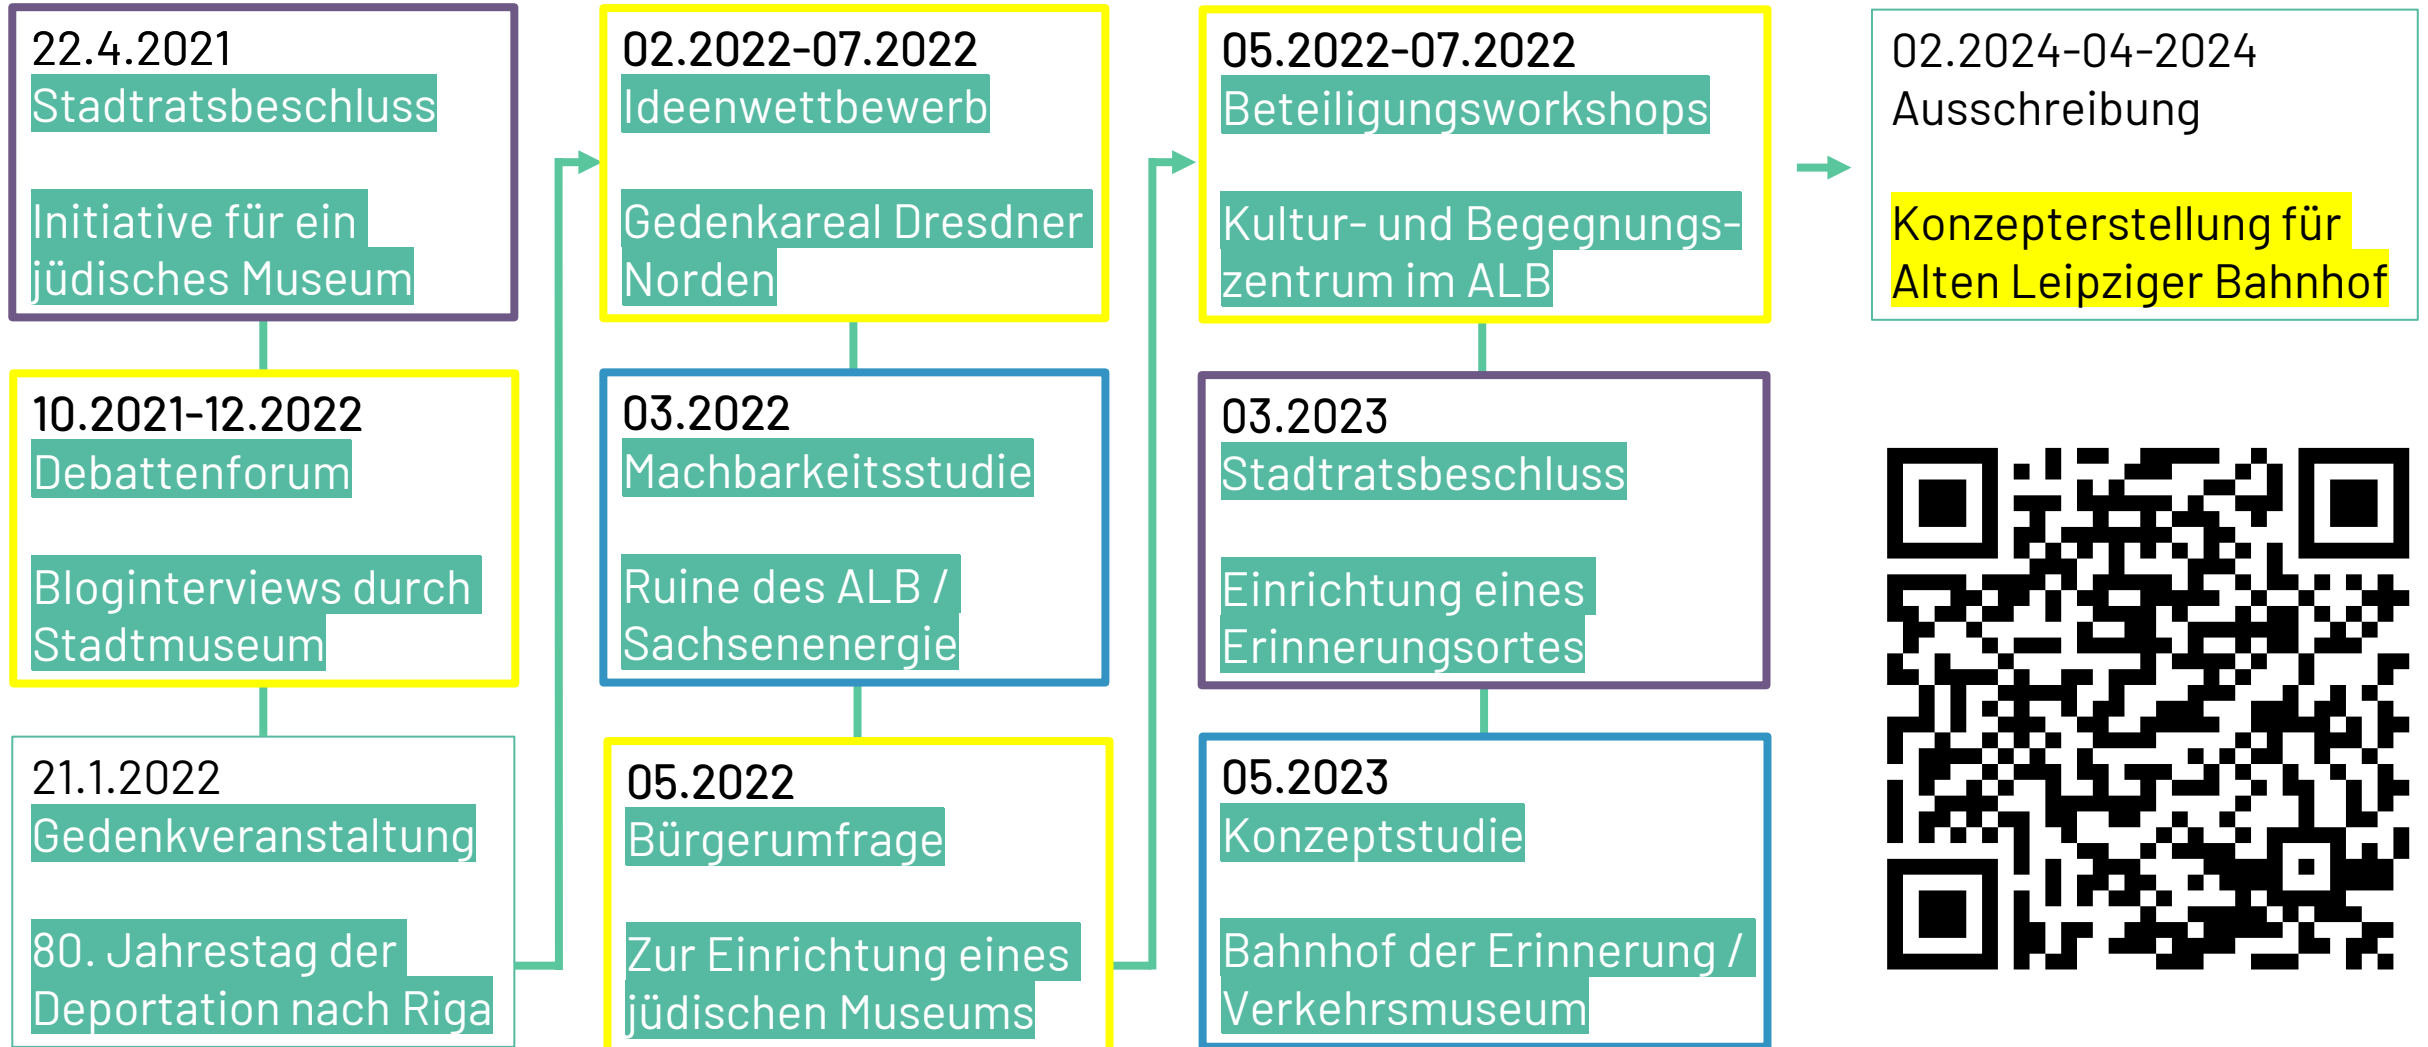 22.4.2021
Stadtratsbeschluss
Initiative für ein
jüdisches Museum
10.2021-12.2022
Debattenforum
Bloginterviews durch
Stadtmuseum
21.1.2022
Gedenkveranstaltung
80. Jahrestag der
Deportation nach Riga
02.2022-07.2022
Ideenwettbewerb
Gedenkareal Dresdner
Norden
03.2022
Machbarkeitsstudie
Ruine des ALB /
Sachsenenergie
05.2022
Bürgerumfrage
Zur Einrichtung eines
jüdischen Museums
05.2022-07.2022
Beteiligungsworkshops
Kultur- und Begegnungs-
zentrum im ALB
03.2023
Stadtratsbeschluss
Einrichtung eines
Erinnerungsortes
05.2023
Konzeptstudie
Bahnhof der Erinnerung /
Verkehrsmuseum
02.2024-04-2024
Ausschreibung
Konzepterstellung für
Alten Leipziger Bahnhof